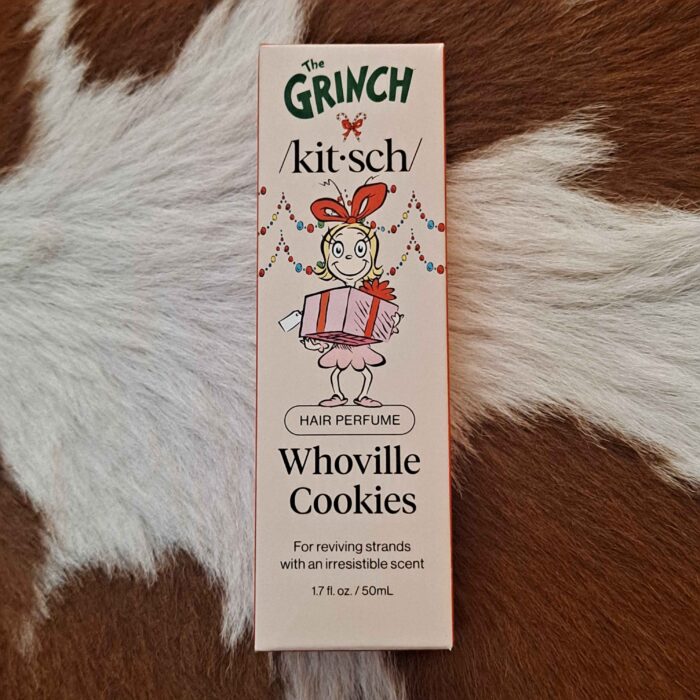 The
GRINCH
/kit·sch/
HAIR PERFUME
Whoville
Cookies
For reviving strands
with an irresistible scent
1.7 fl. oz. / 50mL